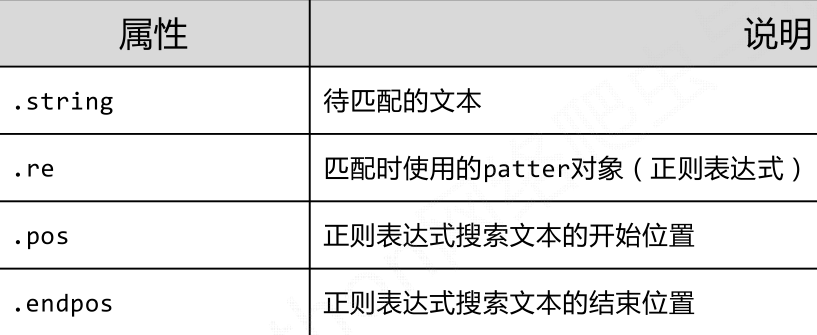 属性 说明
.string 待匹配的文本
.re 匹配时使用的patter对象（正则表达式）
.pos 正则表达式搜索文本的开始位置
.endpos 正则表达式搜索文本的结束位置